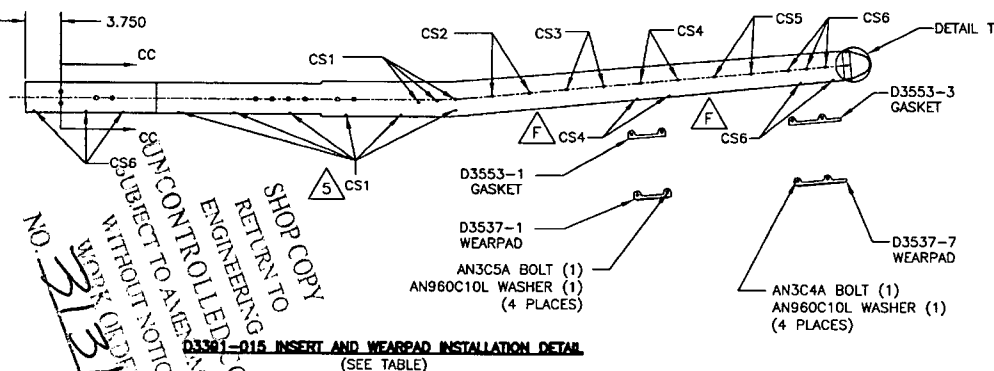 3.750
CC
CS1
CS2
CS3
CS4
CS5
CS6
DETAIL T
D3553-3
GASKET
CS6
CS1
5
F
CS4
F
CS6
D3553-1
GASKET
D3537-1
WEARPAD
AN3C5A BOLT (1)
AN960C10L WASHER (1)
(4 PLACES)
D3537-7
WEARPAD
AN3C4A BOLT (1)
AN960C10L WASHER (1)
(4 PLACES)
SHOP COPY
RETURN TO
ENGINEERING
UNCONTROLLED
SUBJECT TO
WITHOUT
WORK
NO.
D3391-015 INSERT AND WEARPAD INSTALLATION DETAIL
(SEE TABLE)